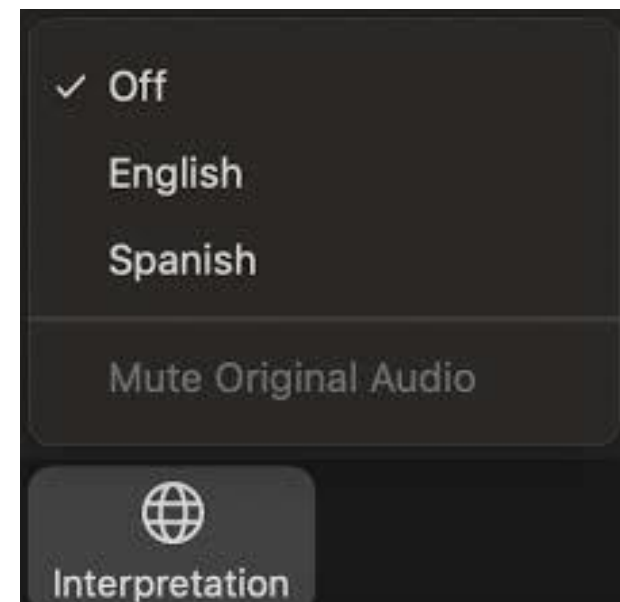 Off
English
Spanish
Mute Original Audio
Interpretation